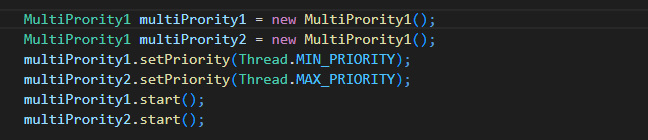 MultiPrority1 multiPrority1 = new MultiPrority1();
MultiPrority1 multiPrority2 = new MultiPrority1();
multiPrority1.setPriority(Thread.MIN_PRIORITY);
multiPrority2.setPriority(Thread.MAX_PRIORITY);
multiPrority1.start();
multiPrority2.start();